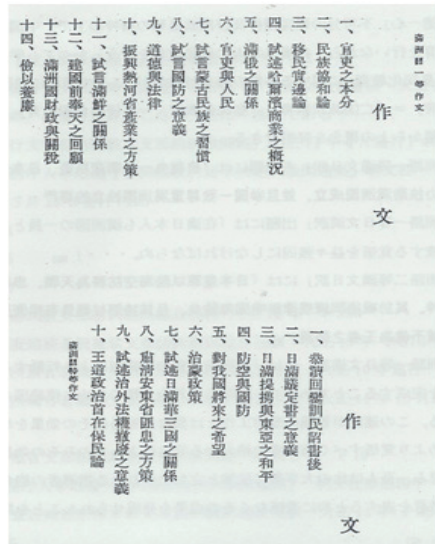 滿洲語一等作文
作文
一、官吏之本分
二、民族協和論
三、移民實邊論
四、試述哈爾濱商業之概況
五、滿俄之關係
六、官吏與人民
七、試言蒙古民族之習慣
八、試言國防之意義
九、道德與法律
十、振興熱河省產業之方策
十一、試言滿鮮之關係
十二、建國前奉天之回顧
十三、滿洲國財政與關稅
十四、儉以養廉
作文
一、恭讀回鑾訓民詔書後
二、日滿議定書之意義
三、日滿提携與東亞之和平
四、防空與國防
五、對我國將來之希望
六、治蒙政策
七、試述日滿華三國之關係
八、肅清安東省匪患之方策
九、試述治外法權撤廢之意義
十、王道政治首在保民論
滿洲語特等作文